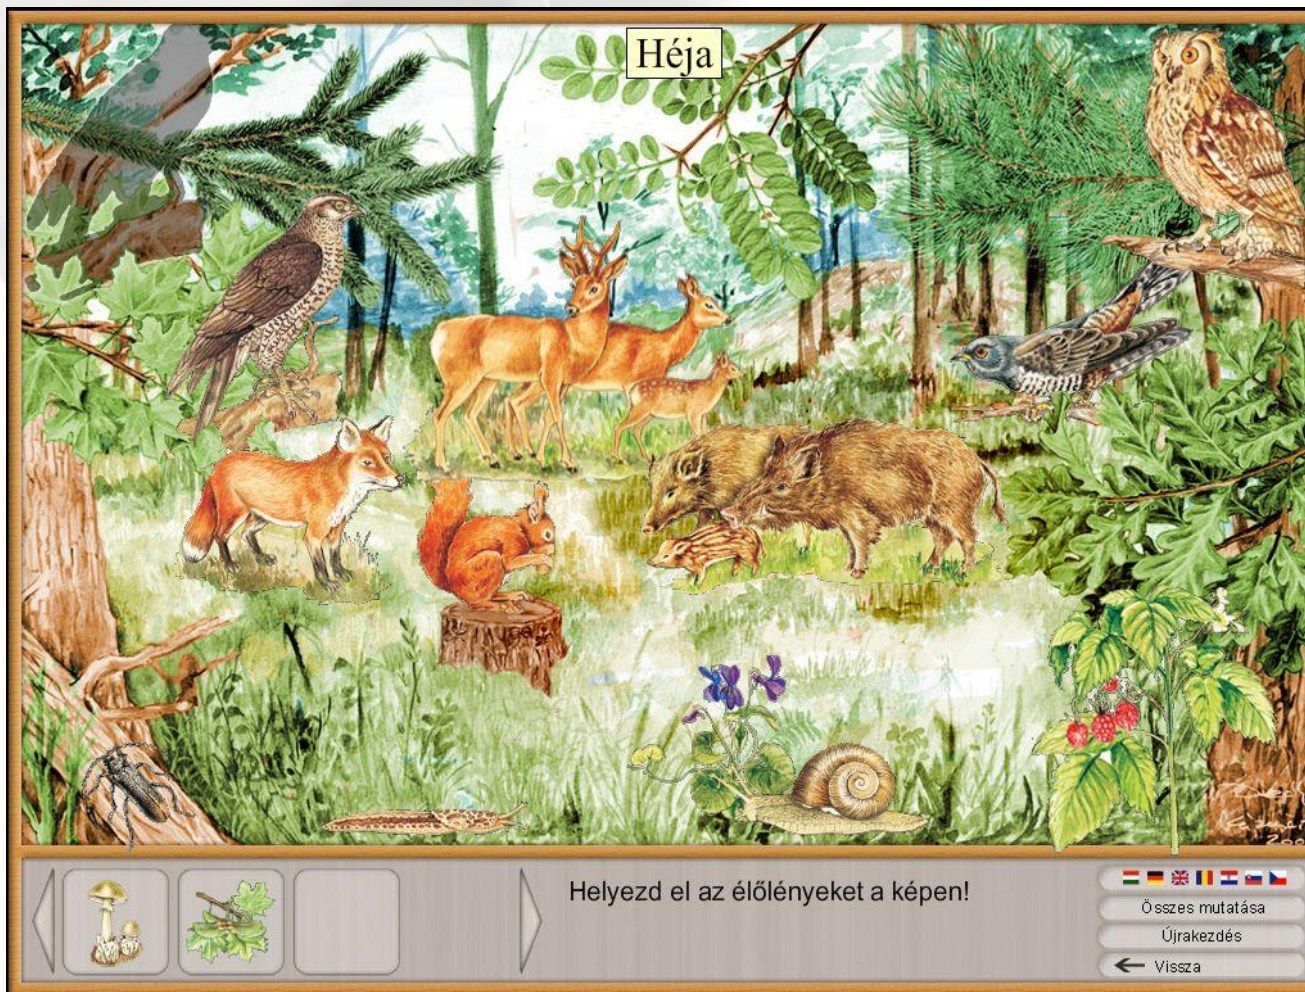 Héja
Helyezd el az élőlényeket a képen!
Összes mutatása
Újrakezdés
Vissza